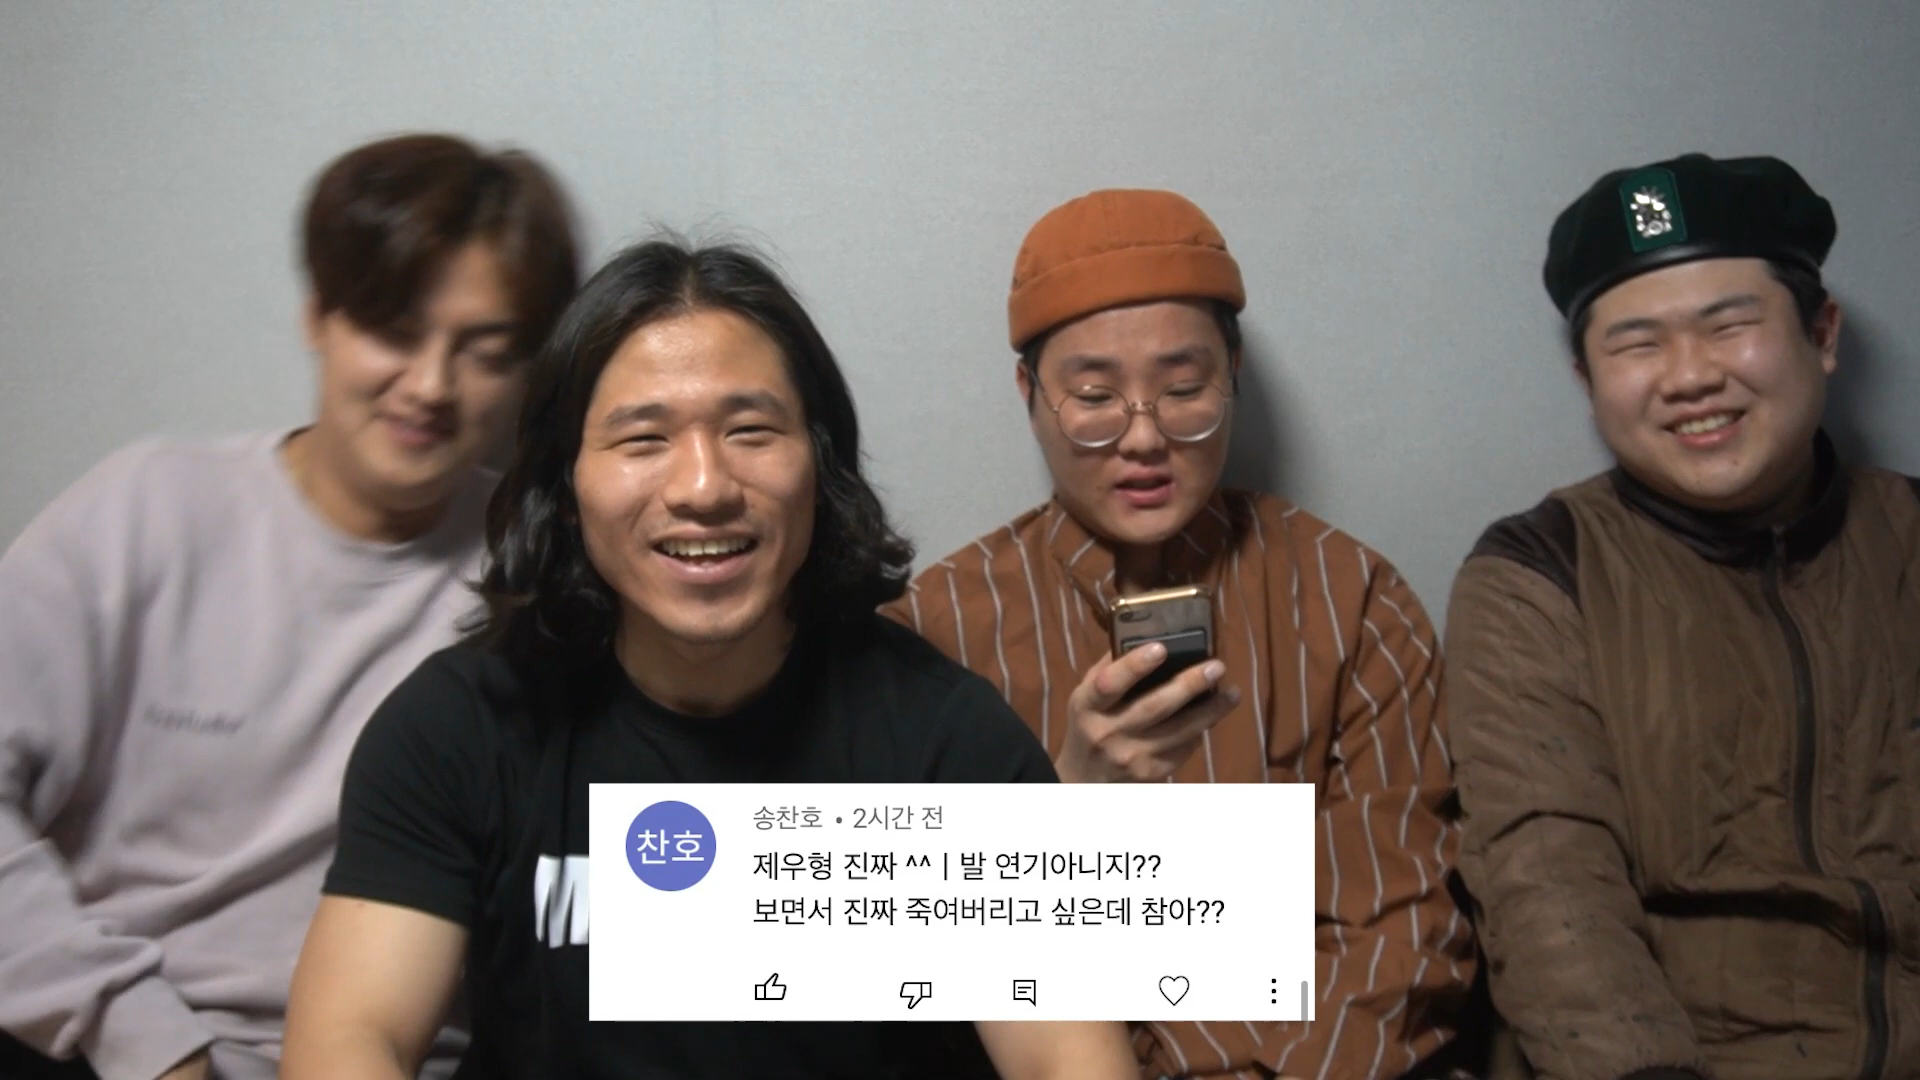 찬호
송찬호 • 2시간 전
제우형 진짜 ^^ㅣ발 연기아니지??
보면서 진짜 죽여버리고 싶은데 참아??
M